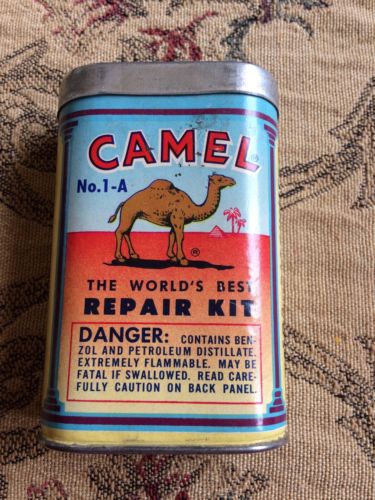 CAMEL®
No.1-A
®
THE WORLD'S BEST
REPAIR KIT
DANGER: CONTAINS BEN-
ZOL AND PETROLEUM DISTILLATE.
EXTREMELY FLAMMABLE. MAY BE
FATAL IF SWALLOWED. READ CARE-
FULLY CAUTION ON BACK PANEL.